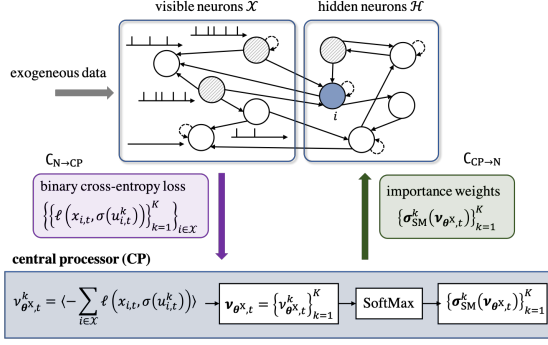 visible neurons 𝒳
hidden neurons ℋ
exogeneous data
i
C_{N→CP}
C_{CP→N}
binary cross-entropy loss
{{ℓ(x_{i,t}, σ(u^k_{i,t}))}^K_{k=1}}_{i∈𝒳}
importance weights
{σ^k_{SM}(ν_{θ^X,t})}^K_{k=1}
central processor (CP)
ν^k_{θ^X,t} = ⟨−∑_{i∈𝒳} ℓ(x_{i,t}, σ(u^k_{i,t}))⟩
ν_{θ^X,t} = {ν^k_{θ^X,t}}^K_{k=1}
SoftMax
{σ^k_{SM}(ν_{θ^X,t})}^K_{k=1}